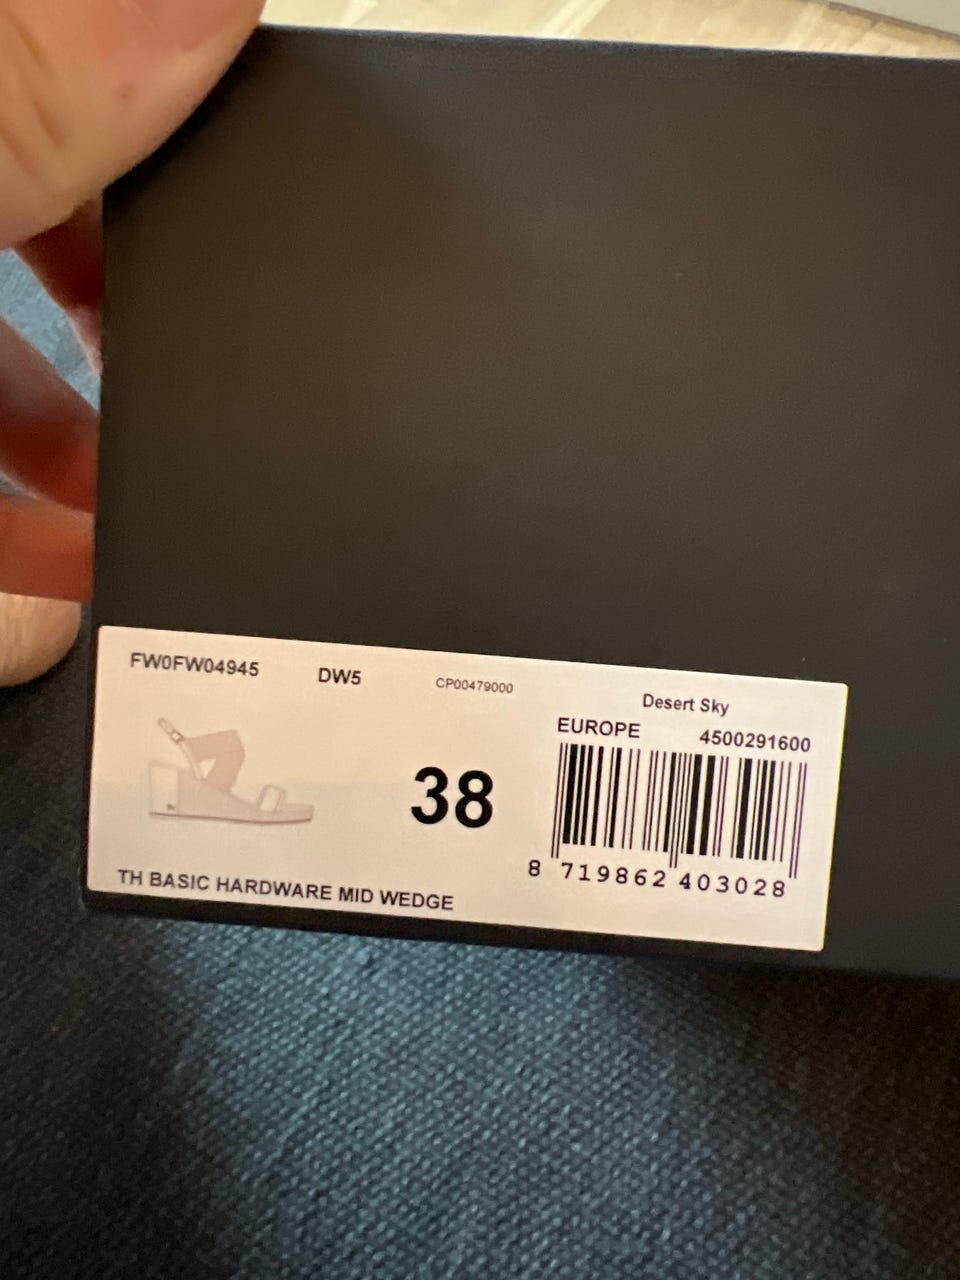 FW0FW04945 DW5 CP00479000
Desert Sky
EUROPE 4500291600
38
8 719862 403028
TH BASIC HARDWARE MID WEDGE